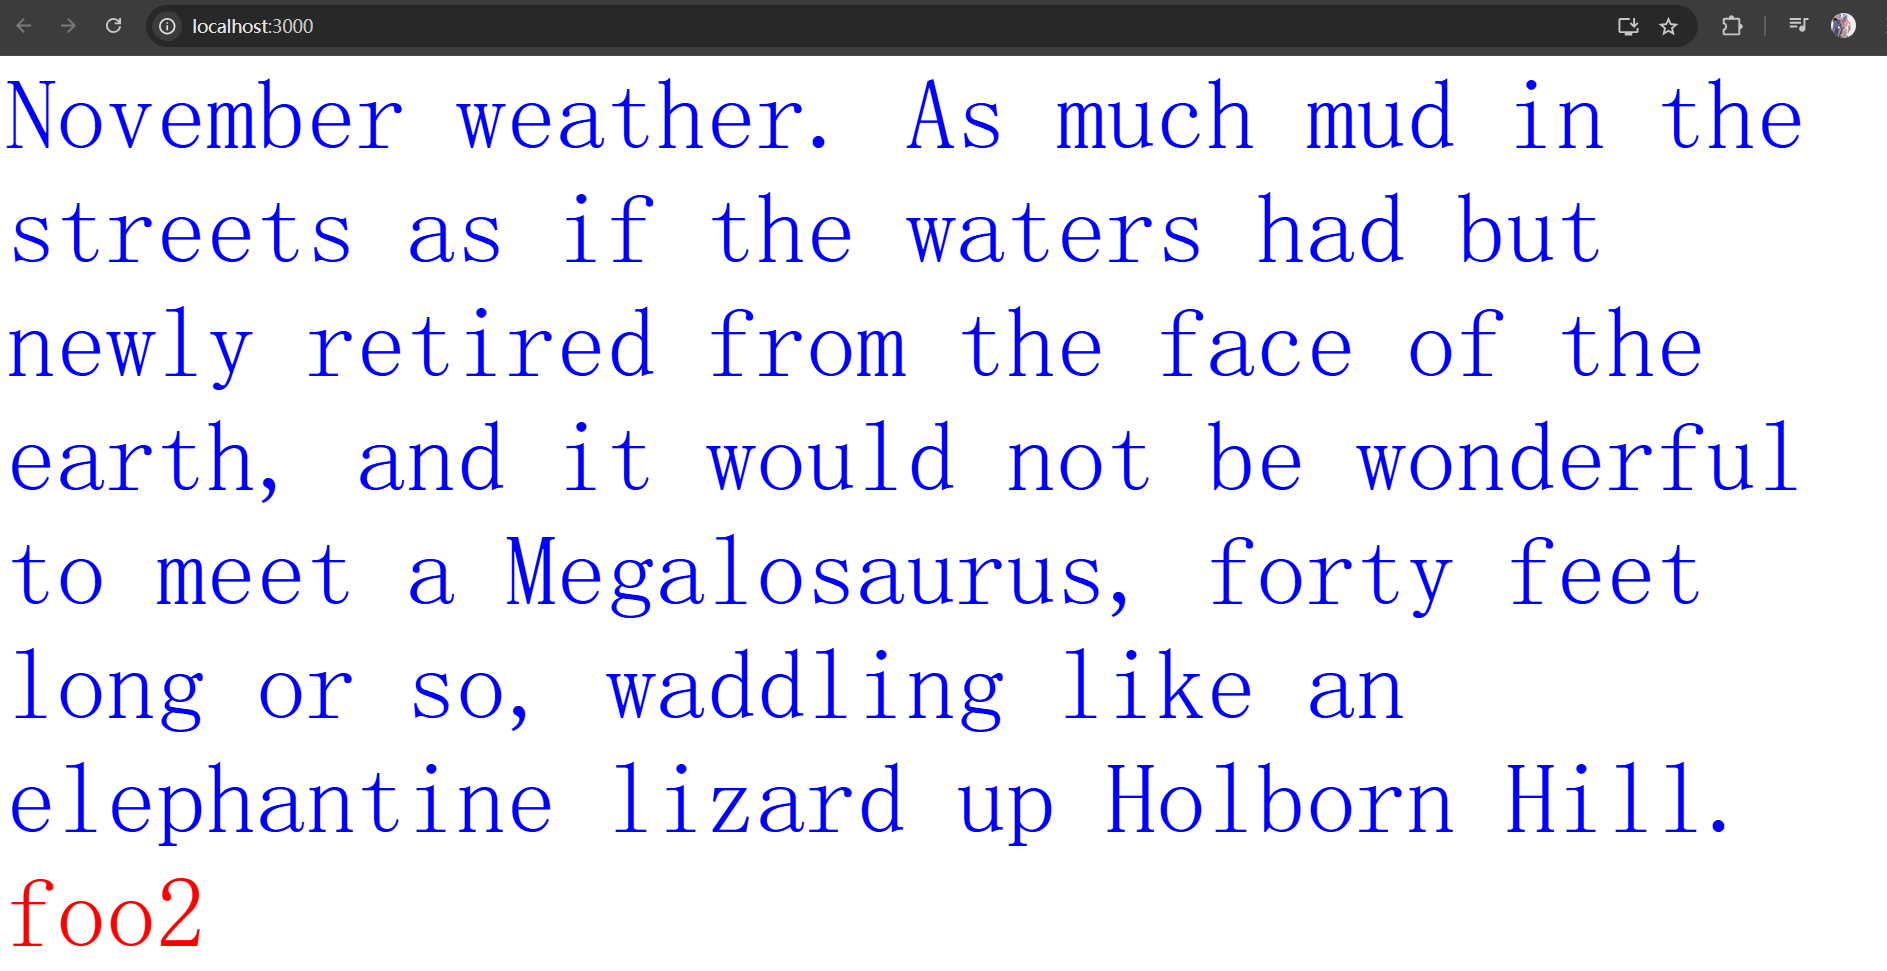 localhost:3000
November weather. As much mud in the
streets as if the waters had but
newly retired from the face of the
earth, and it would not be wonderful
to meet a Megalosaurus, forty feet
long or so, waddling like an
elephantine lizard up Holborn Hill.
foo2